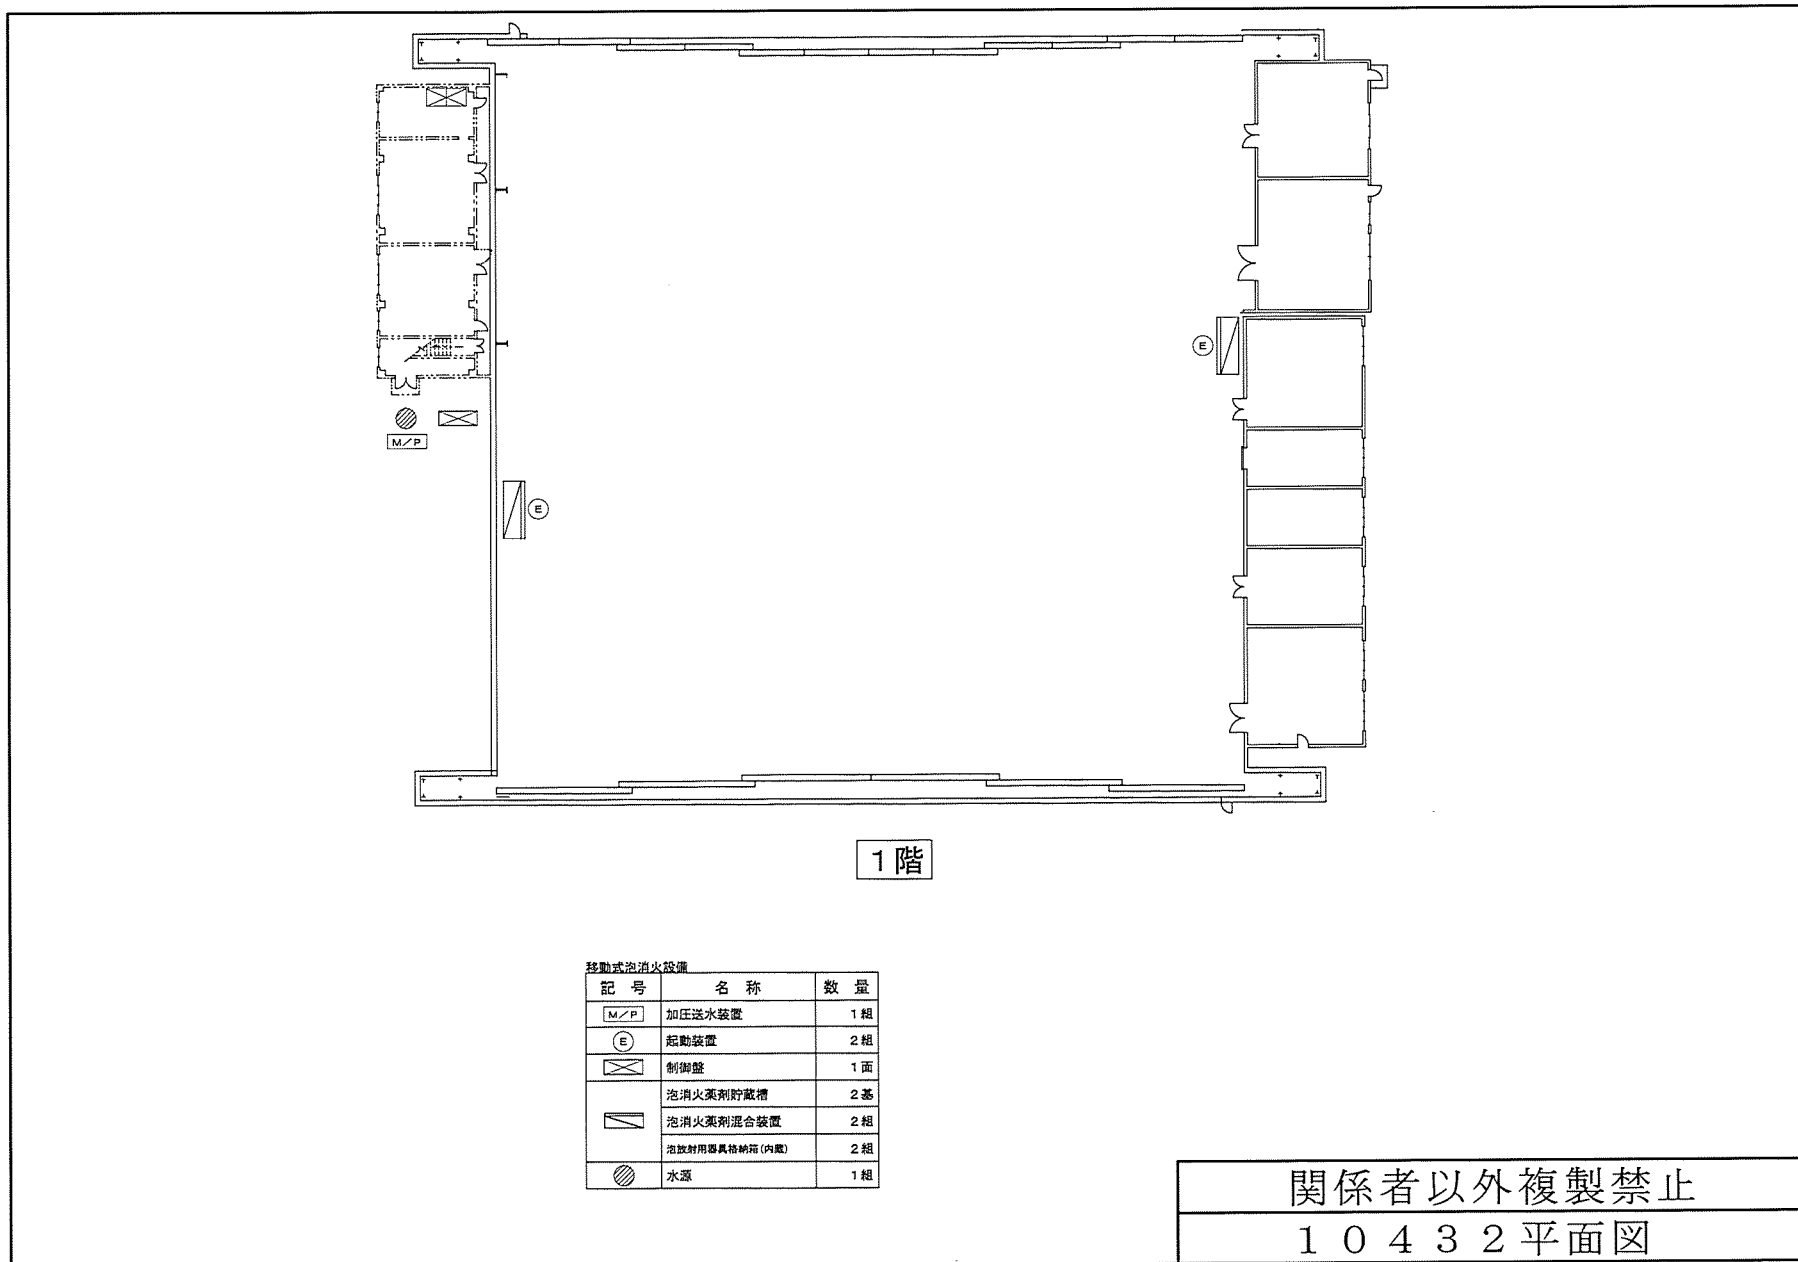 E
M／P
E
1階
移動式泡消火設備
記 号 名 称 数 量
M／P 加圧送水装置 1組
E 起動装置 2組
制御盤 1面
泡消火薬剤貯蔵槽 2基
泡消火薬剤混合装置 2組
泡放射用器具格納箱(内蔵) 2組
水源 1組
関係者以外複製禁止
１０４３２平面図